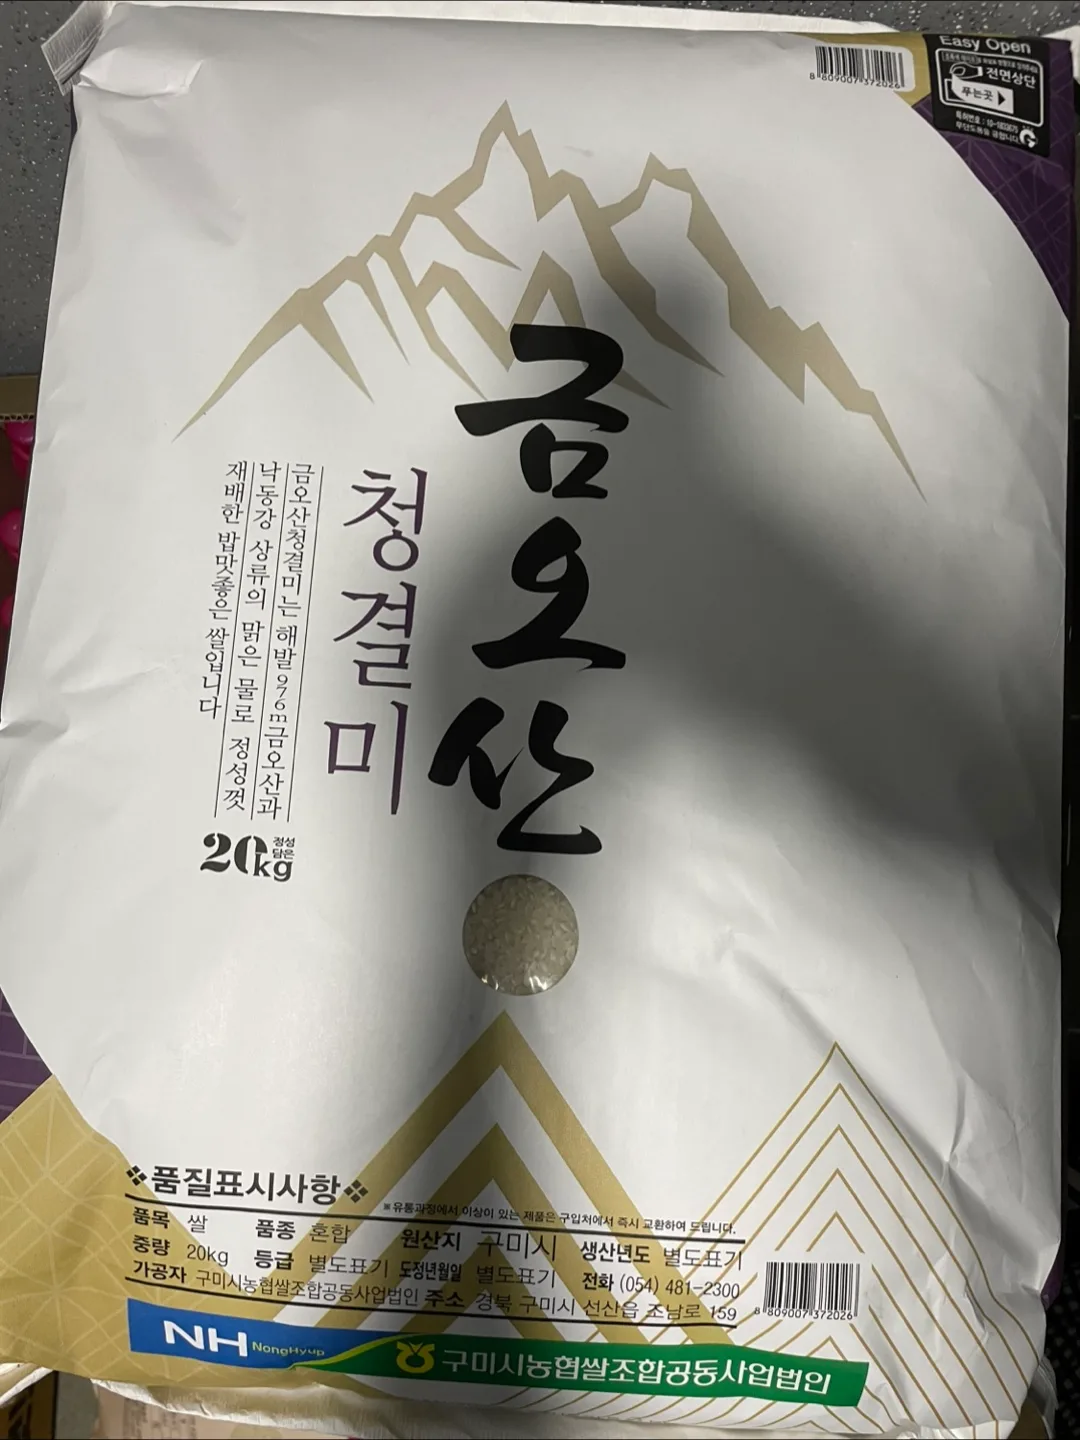 Easy Open
전면상단
푸는곳
8 809007 372026
금오산
청결미
금오산청결미는 해발976m금오산과
낙동강 상류의 맑은 물로 정성껏
재배한 밥맛좋은 쌀입니다
정성담은
20kg
❖품질표시사항❖
※유통과정에서 이상이 있는 제품은 구입처에서 즉시 교환하여 드립니다.
품목 쌀 품종 혼합 원산지 구미시 생산년도 별도표기
중량 20kg 등급 별도표기 도정년월일 별도표기 전화 (054) 481-2300
가공자 구미시농협쌀조합공동사업법인 주소 경북 구미시 선산읍 조남로 159
8 809007 372026
NH NongHyup
구미시농협쌀조합공동사업법인